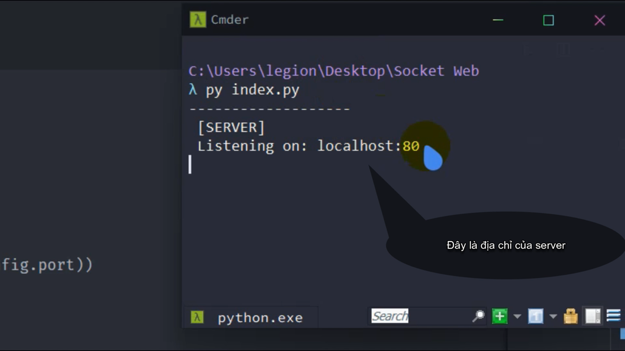 Cmder
C:\Users\legion\Desktop\Socket Web
λ py index.py
-------------------
[SERVER]
Listening on: localhost:80
Đây là địa chỉ của server
fig.port))
python.exe
Search